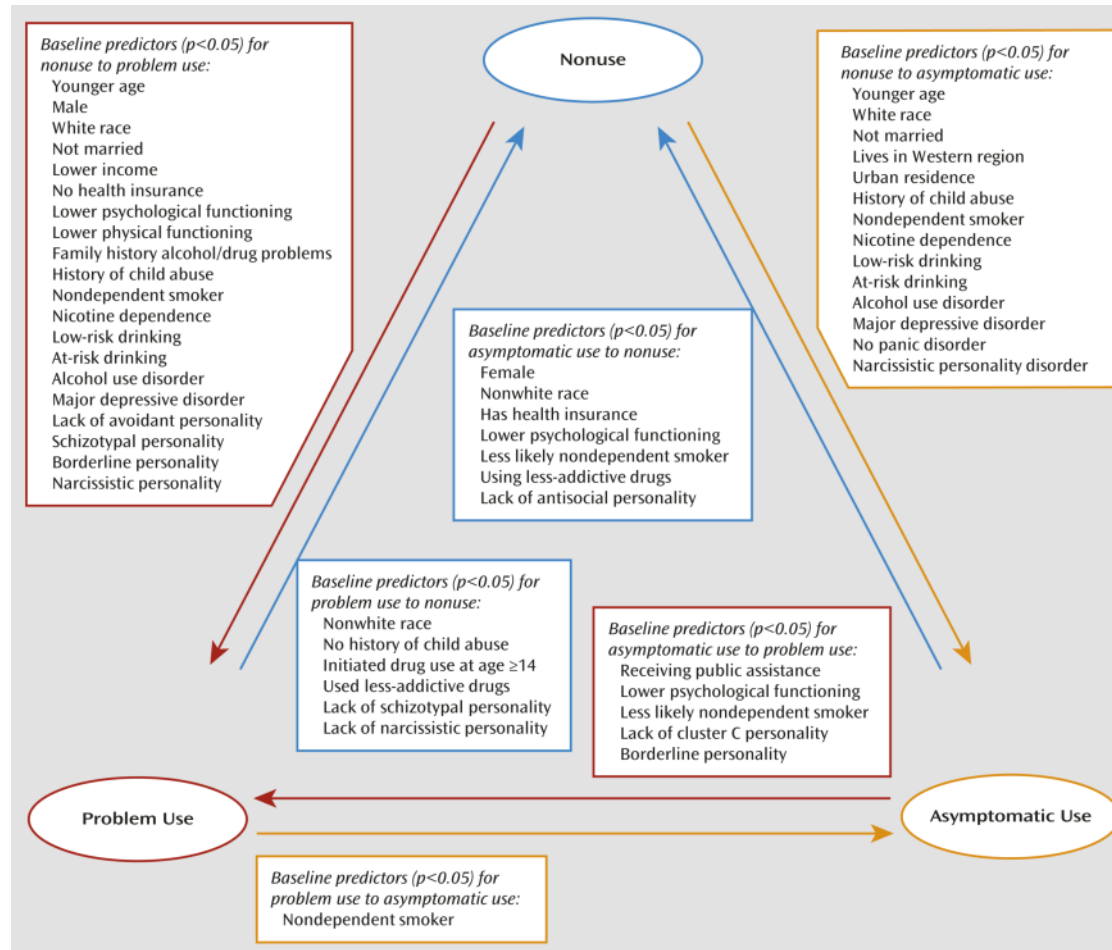 Baseline predictors (p<0.05) for
nonuse to problem use:
Younger age
Male
White race
Not married
Lower income
No health insurance
Lower psychological functioning
Lower physical functioning
Family history alcohol/drug problems
History of child abuse
Nondependent smoker
Nicotine dependence
Low-risk drinking
At-risk drinking
Alcohol use disorder
Major depressive disorder
Lack of avoidant personality
Schizotypal personality
Borderline personality
Narcissistic personality
Nonuse
Baseline predictors (p<0.05) for
nonuse to asymptomatic use:
Younger age
White race
Not married
Lives in Western region
Urban residence
History of child abuse
Nondependent smoker
Nicotine dependence
Low-risk drinking
At-risk drinking
Alcohol use disorder
Major depressive disorder
No panic disorder
Narcissistic personality disorder
Baseline predictors (p<0.05) for
asymptomatic use to nonuse:
Female
Nonwhite race
Has health insurance
Lower psychological functioning
Less likely nondependent smoker
Using less-addictive drugs
Lack of antisocial personality
Baseline predictors (p<0.05) for
problem use to nonuse:
Nonwhite race
No history of child abuse
Initiated drug use at age ≥14
Used less-addictive drugs
Lack of schizotypal personality
Lack of narcissistic personality
Baseline predictors (p<0.05) for
asymptomatic use to problem use:
Receiving public assistance
Lower psychological functioning
Less likely nondependent smoker
Lack of cluster C personality
Borderline personality
Problem Use
Asymptomatic Use
Baseline predictors (p<0.05) for
problem use to asymptomatic use:
Nondependent smoker